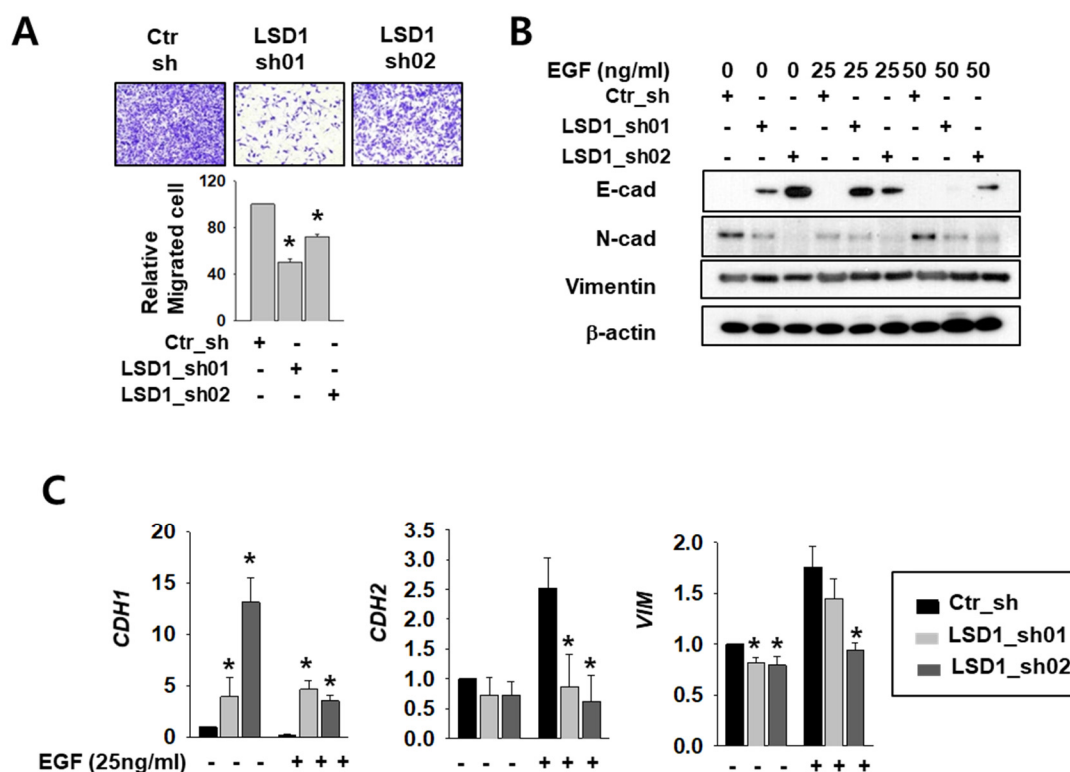 A
Ctr sh
LSD1 sh01
LSD1 sh02
Relative Migrated cell
120
80
40
0
* *
Ctr_sh + - -
LSD1_sh01 - + -
LSD1_sh02 - - +
B
EGF (ng/ml) 0 0 0 25 25 25 50 50 50
Ctr_sh + - - + - - + - -
LSD1_sh01 - + - - + - - + -
LSD1_sh02 - - + - - + - - +
E-cad
N-cad
Vimentin
β-actin
C
CDH1
20
15
10
5
0
* * * *
EGF (25ng/ml) - - - + + +
CDH2
3.5
3.0
2.5
2.0
1.5
1.0
0.5
0.0
* *
- - - + + +
VIM
2.0
1.5
1.0
0.5
0.0
* * *
- - - + + +
Ctr_sh
LSD1_sh01
LSD1_sh02